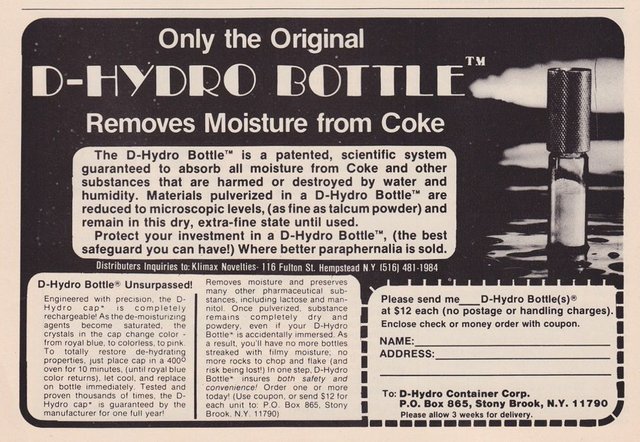 Only the Original
D-HYDRO BOTTLE™
Removes Moisture from Coke
The D-Hydro Bottle™ is a patented, scientific system
guaranteed to absorb all moisture from Coke and other
substances that are harmed or destroyed by water and
humidity. Materials pulverized in a D-Hydro Bottle™ are
reduced to microscopic levels, (as fine as talcum powder) and
remain in this dry, extra-fine state until used.
Protect your investment in a D-Hydro Bottle™, (the best
safeguard you can have!) Where better paraphernalia is sold.
Distributers Inquiries to: Klimax Novelties- 116 Fulton St. Hempstead N.Y (516) 481-1984
D-Hydro Bottle® Unsurpassed!
Engineered with precision, the D-
Hydro cap® is completely
rechargeable! As the de-moisturizing
agents become saturated, the
crystals in the cap change color -
from royal blue, to colorless, to pink.
To totally restore de-hydrating
properties, just place cap in a 400°
oven for 10 minutes, (until royal blue
color returns), let cool, and replace
on bottle immediately. Tested and
proven thousands of times, the D-
Hydro cap® is guaranteed by the
manufacturer for one full year!
Removes moisture and preserves
many other pharmaceutical sub-
stances, including lactose and man-
nitol. Once pulverized, substance
remains completely dry and
powdery, even if your D-Hydro
Bottle® is accidentally immersed. As
a result, you'll have no more bottles
streaked with filmy moisture, no
more rocks to chop and flake (and
risk being lost!) In one step, D-Hydro
Bottle® insures both safety and
convenience! Order one or more
today! (Use coupon, or send $12 for
each unit to: P.O. Box 865, Stony
Brook, N.Y. 11790)
Please send me___D-Hydro Bottle(s)®
at $12 each (no postage or handling charges).
Enclose check or money order with coupon.
NAME:
ADDRESS:
To: D-Hydro Container Corp.
P.O. Box 865, Stony Brook, N.Y. 11790
Please allow 3 weeks for delivery.